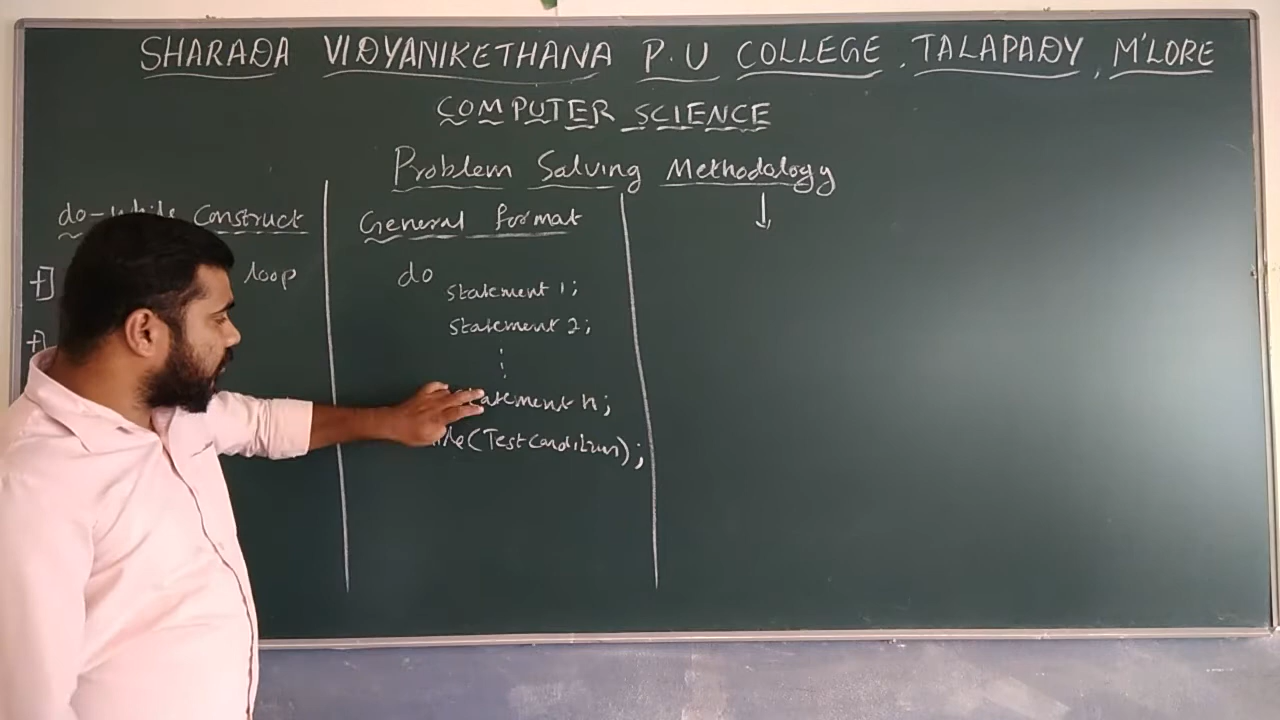 SHARADA VIDYANIKETHANA P.U COLLEGE, TALAPADY, M'LORE
COMPUTER SCIENCE
Problem Solving Methodology
do-while Construct
loop
General format
do
statement 1;
statement 2;
statement n;
(Test condition);